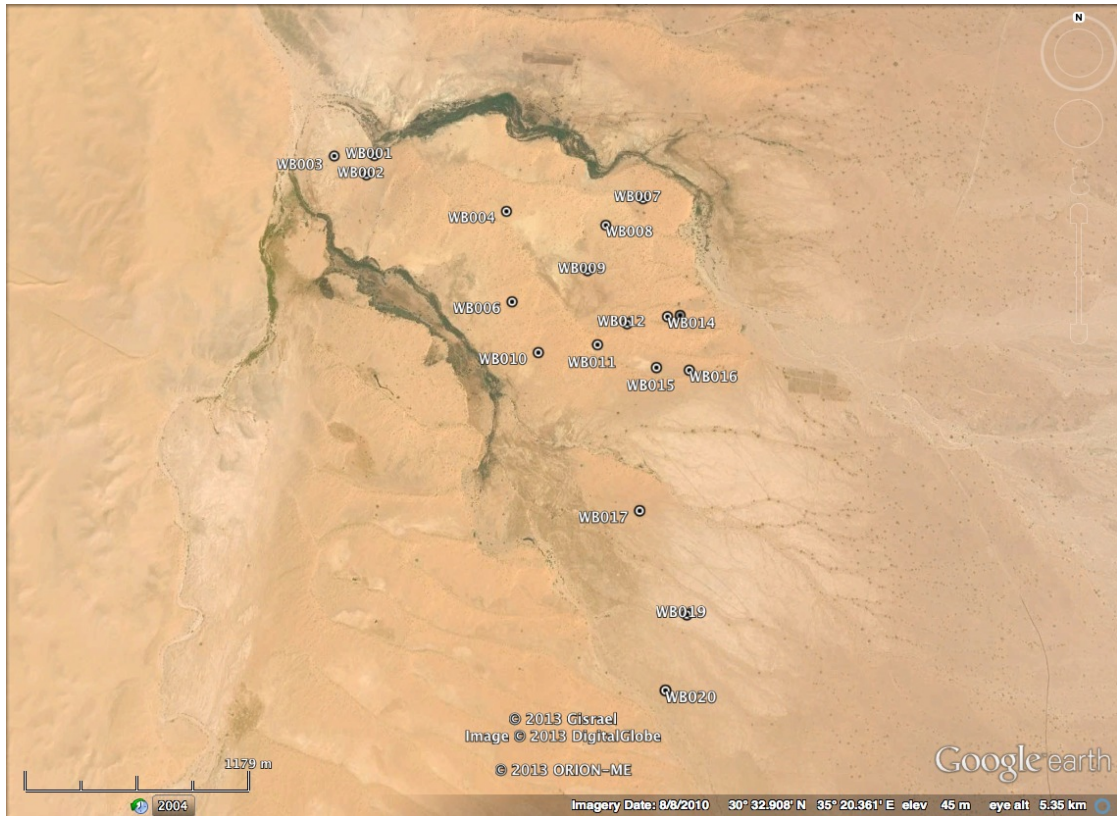 N
WB001
WB003
WB002
WB007
WB004
WB008
WB009
WB006
WB012
WB014
WB010
WB011
WB015
WB016
WB017
WB019
WB020
© 2013 Gisrael
Image © 2013 DigitalGlobe
© 2013 ORION-ME
Google earth
1179 m
2004
Imagery Date: 8/8/2010 30° 32.908' N 35° 20.361' E elev 45 m eye alt 5.35 km